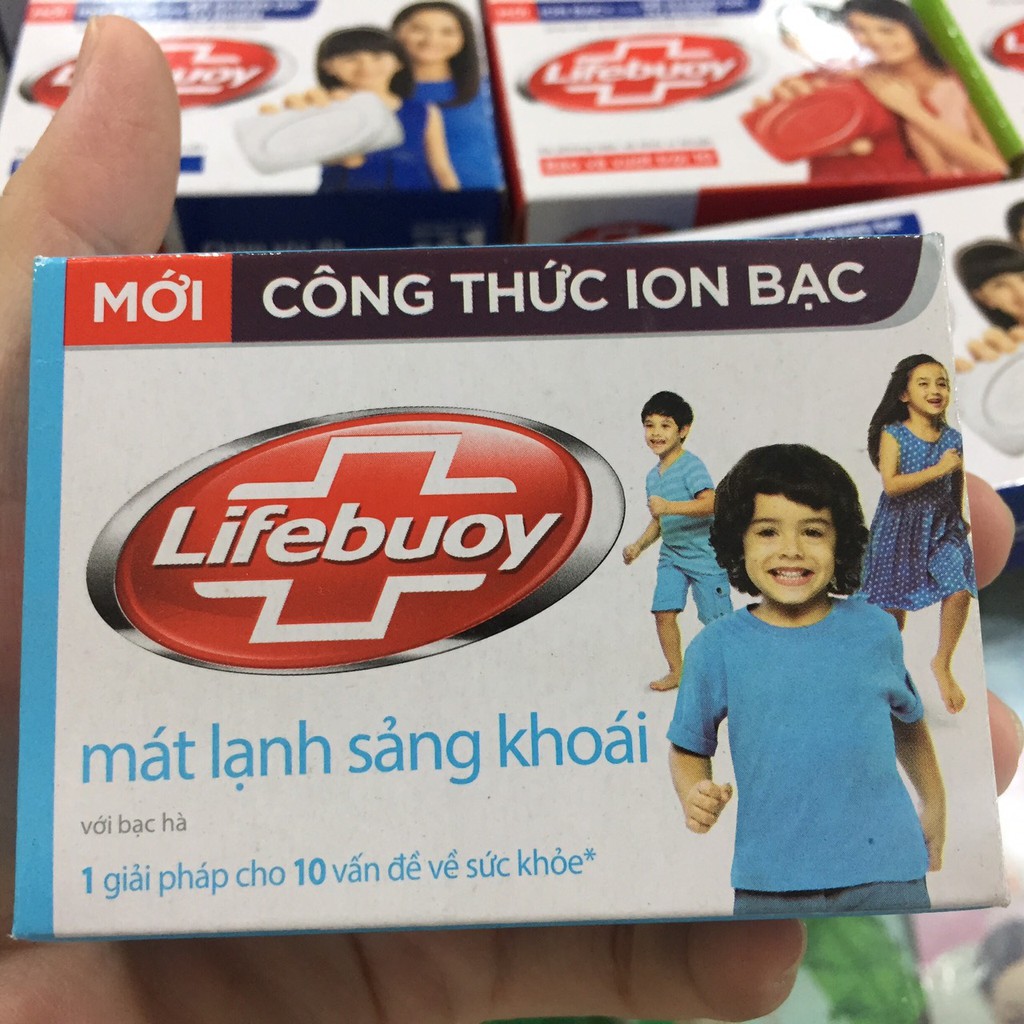 Lifebuoy
Lifebuoy
MỚI CÔNG THỨC ION BẠC
Lifebuoy
mát lạnh sảng khoái
với bạc hà
1 giải pháp cho 10 vấn đề về sức khỏe*